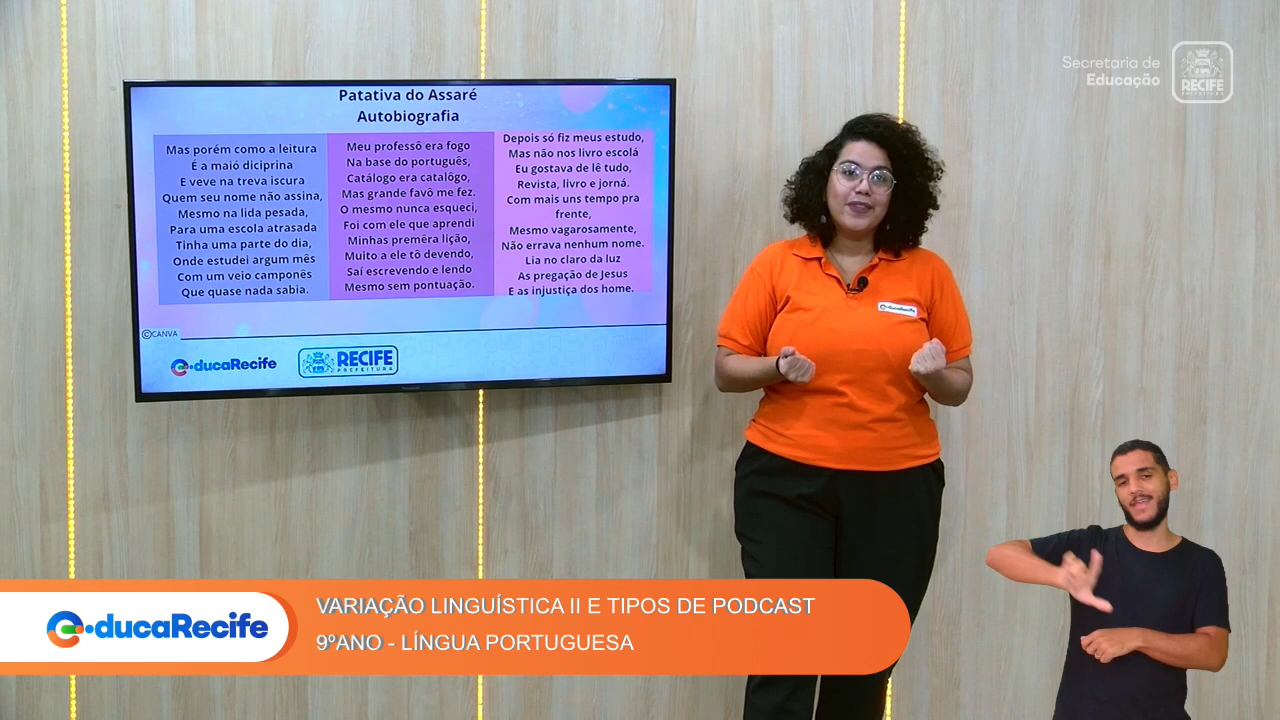 Secretaria de
Educação
RECIFE
PREFEITURA
Patativa do Assaré
Autobiografia
Mas porém como a leitura
É a maió diciprina
E veve na treva iscura
Quem seu nome não assina,
Mesmo na lida pesada,
Para uma escola atrasada
Tinha uma parte do dia,
Onde estudei argum mês
Com um veio camponês
Que quase nada sabia.
Meu professô era fogo
Na base do português,
Catálogo era catalôgo,
Mas grande favô me fez.
O mesmo nunca esqueci,
Foi com ele que aprendi
Minhas premêra lição,
Muito a ele tô devendo,
Saí escrevendo e lendo
Mesmo sem pontuação.
Depois só fiz meus estudo,
Mas não nos livro escolá
Eu gostava de lê tudo,
Revista, livro e jorná.
Com mais uns tempo pra
frente,
Mesmo vagarosamente,
Não errava nenhum nome.
Lia no claro da luz
As pregação de Jesus
E as injustiça dos home.
©CANVA
educaRecife
RECIFE
PREFEITURA
educaRecife
educaRecife
VARIAÇÃO LINGUÍSTICA II E TIPOS DE PODCAST
9ºANO - LÍNGUA PORTUGUESA